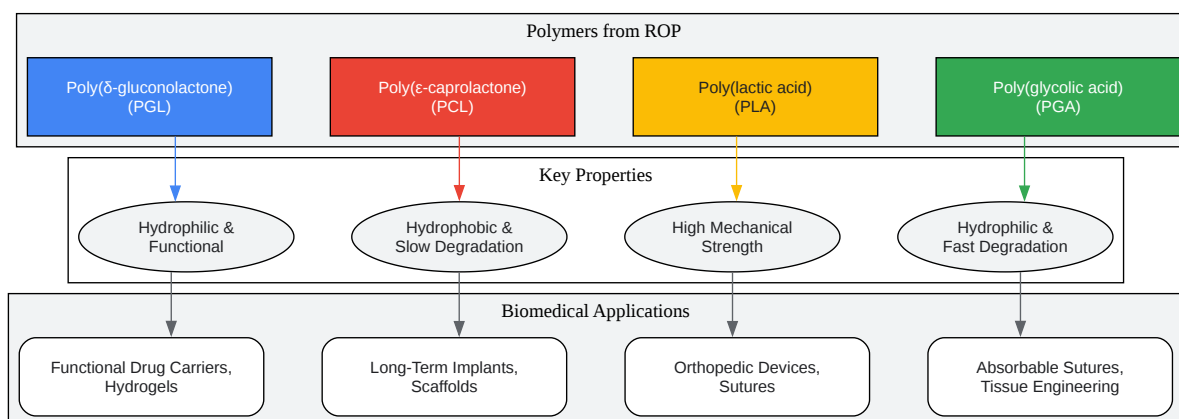 Polymers from ROP
Poly(δ-gluconolactone)
(PGL)
Poly(ε-caprolactone)
(PCL)
Poly(lactic acid)
(PLA)
Poly(glycolic acid)
(PGA)
Key Properties
Hydrophilic &
Functional
Hydrophobic &
Slow Degradation
High Mechanical
Strength
Hydrophilic &
Fast Degradation
Biomedical Applications
Functional Drug Carriers,
Hydrogels
Long-Term Implants,
Scaffolds
Orthopedic Devices,
Sutures
Absorbable Sutures,
Tissue Engineering